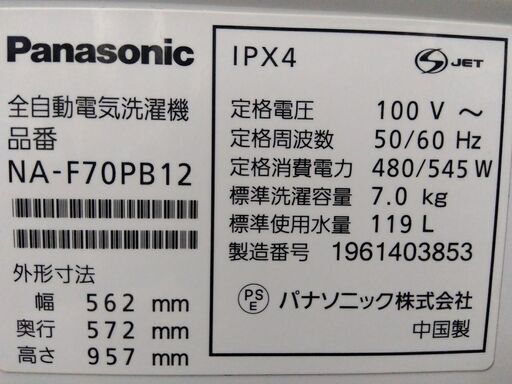 Panasonic
全自動電気洗濯機
品番
NA-F70PB12
外形寸法
幅 562 mm
奥行 572 mm
高さ 957 mm
IPX4
S JET
定格電圧 100 V ～
定格周波数 50/60 Hz
定格消費電力 480/545 W
標準洗濯容量 7.0 kg
標準使用水量 119 L
製造番号 1961403853
PS E パナソニック株式会社
中国製